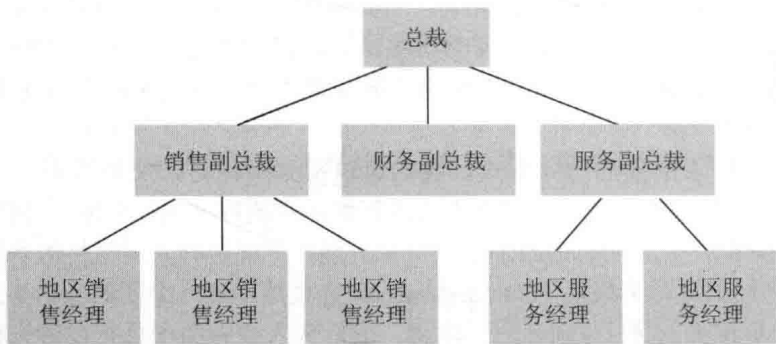 总裁
销售副总裁
财务副总裁
服务副总裁
地区销
售经理
地区销
售经理
地区销
售经理
地区服
务经理
地区服
务经理